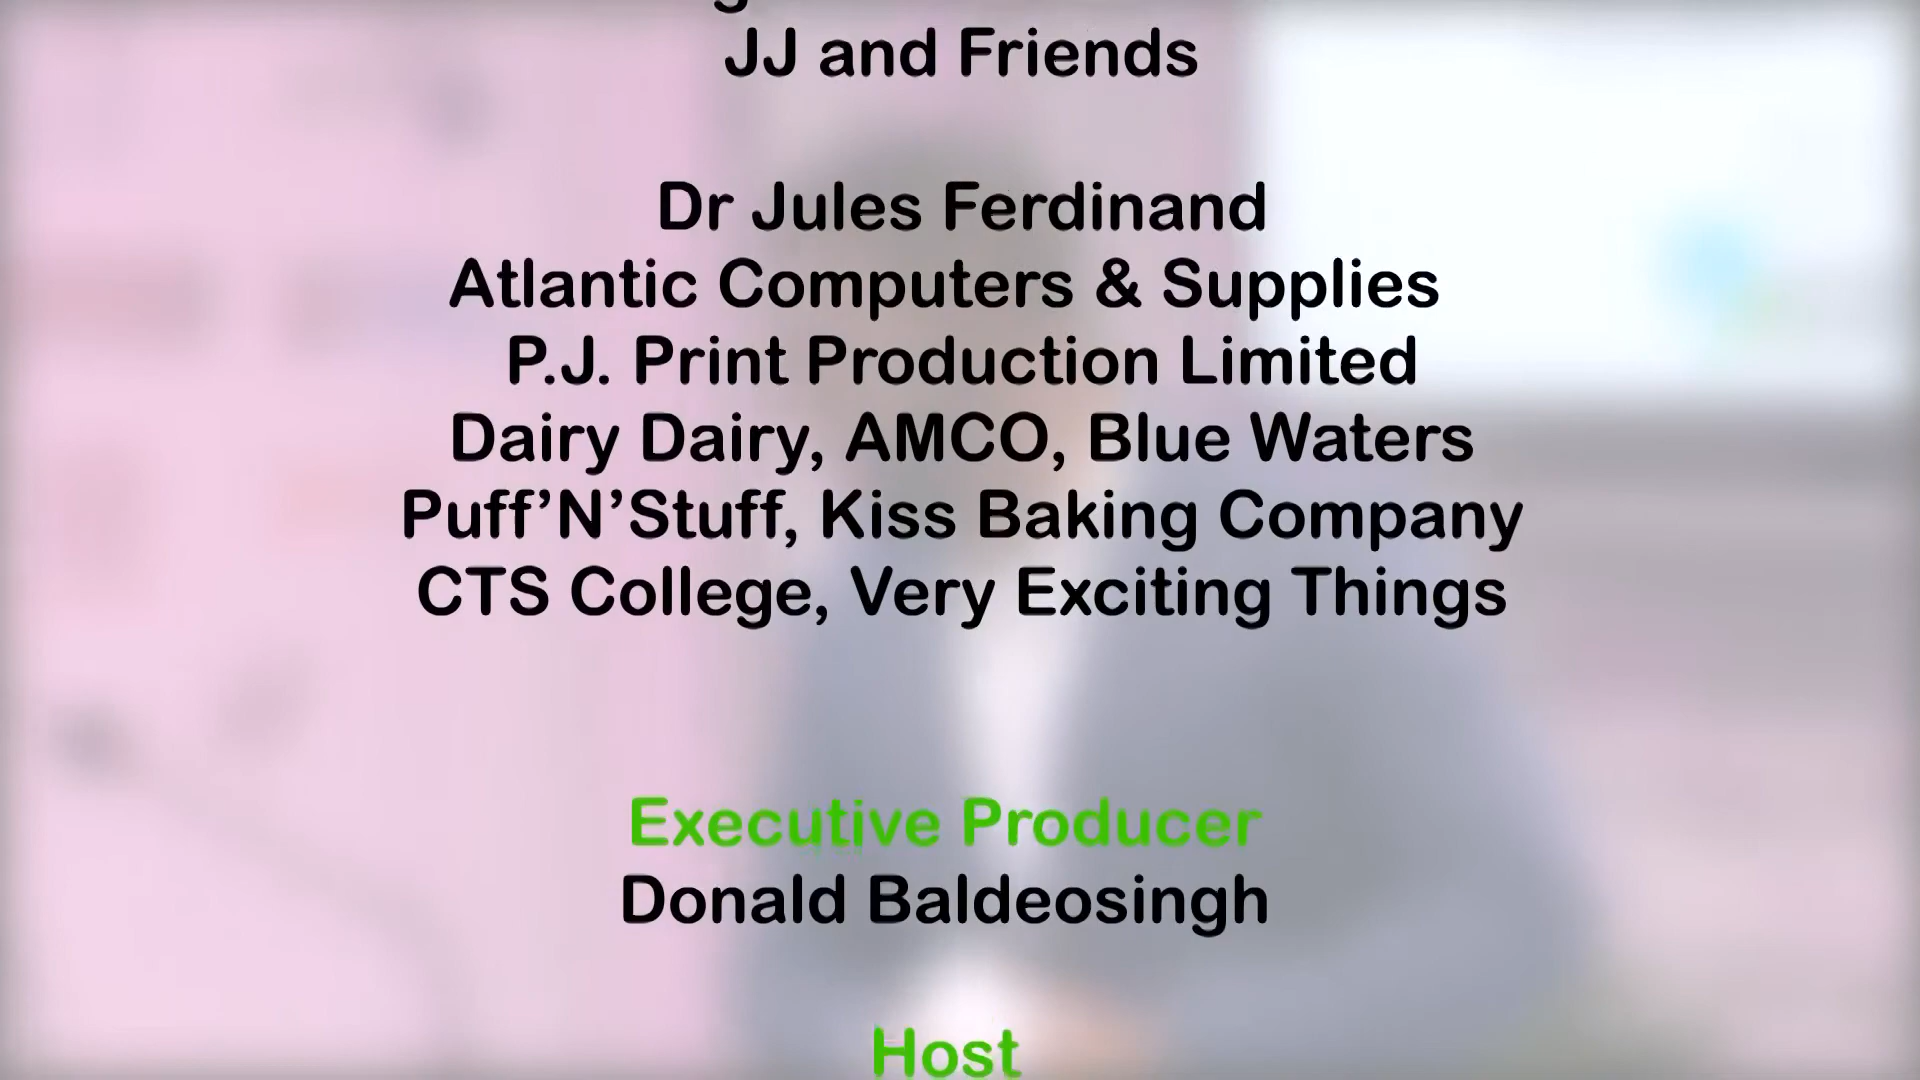 JJ and Friends
Dr Jules Ferdinand
Atlantic Computers & Supplies
P.J. Print Production Limited
Dairy Dairy, AMCO, Blue Waters
Puff’N’Stuff, Kiss Baking Company
CTS College, Very Exciting Things
Executive Producer
Donald Baldeosingh
Host